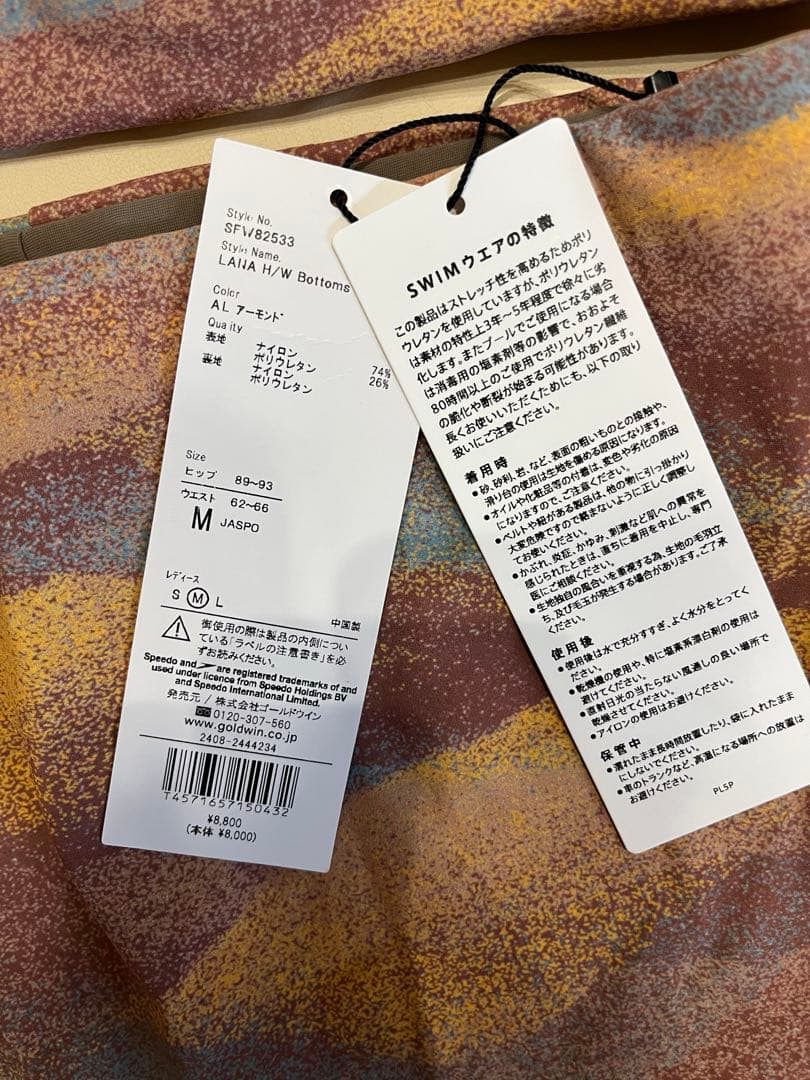 Style No.
SFW82533
Style Name.
LANA H/W Bottoms
Color
AL アーモンド
Quality
表地 ナイロン
ポリウレタン
裏地 ナイロン 74%
ポリウレタン 26%
Size
ヒップ 89~93
ウエスト 62~66
M JASPO
レディース
S M L
中国製
御使用の際は製品の内側につい
ている「ラベルの注意書き」を必
ずお読みください。
Speedo and are registered trademarks of and
used under licence from Speedo Holdings BV
and Speedo International Limited.
発売元/株式会社ゴールドウイン
0120-307-560
www.goldwin.co.jp
2408-2444234
T4571657150432
¥8,800
(本体 ¥8,000)
SWIMウエアの特徴
この製品はストレッチ性を高めるためポリ
ウレタンを使用していますが、ポリウレタン
は素材の特性上3年~5年程度で徐々に劣
化します。またプールでご使用になる場合
は消毒用の塩素剤等の影響で、おおよそ
80時間以上のご使用でポリウレタン繊維
の脆化や断裂が始まる可能性があります。
長くお使いいただくためにも、以下の取り
扱いにご注意ください。
着用時
●砂、砂利、岩、など、表面の粗いものとの接触や、
滑り台の使用は生地を傷める原因になります。
●オイルや化粧品等の付着は、変色や劣化の原因
になりますので、ご注意ください。
●ベルトや紐がある製品は、他の物に引っ掛かり
大変危険ですので絡まないように正しく調整し
てお使いください。
●かぶれ、炎症、かゆみ、刺激など肌への異常を
感じられたときは、直ちに着用を中止し、専門
医にご相談ください。
●生地独自の風合いを重視する為、生地の毛羽立
ち、及び毛玉が発生する場合があります。ご了承
ください。
使用後
●使用後は水で充分すすぎ、よく水分をとってく
ださい。
●乾燥機の使用や、特に塩素系漂白剤の使用は
避けてください。
●直射日光の当たらない風通しの良い場所で
乾燥させてください。
●アイロンの使用はお避けください。
保管中
●濡れたまま長時間放置したり、袋に入れたまま
にしないでください。
●車のトランクなど、高温になる場所への放置は
お避けください。
PLSP